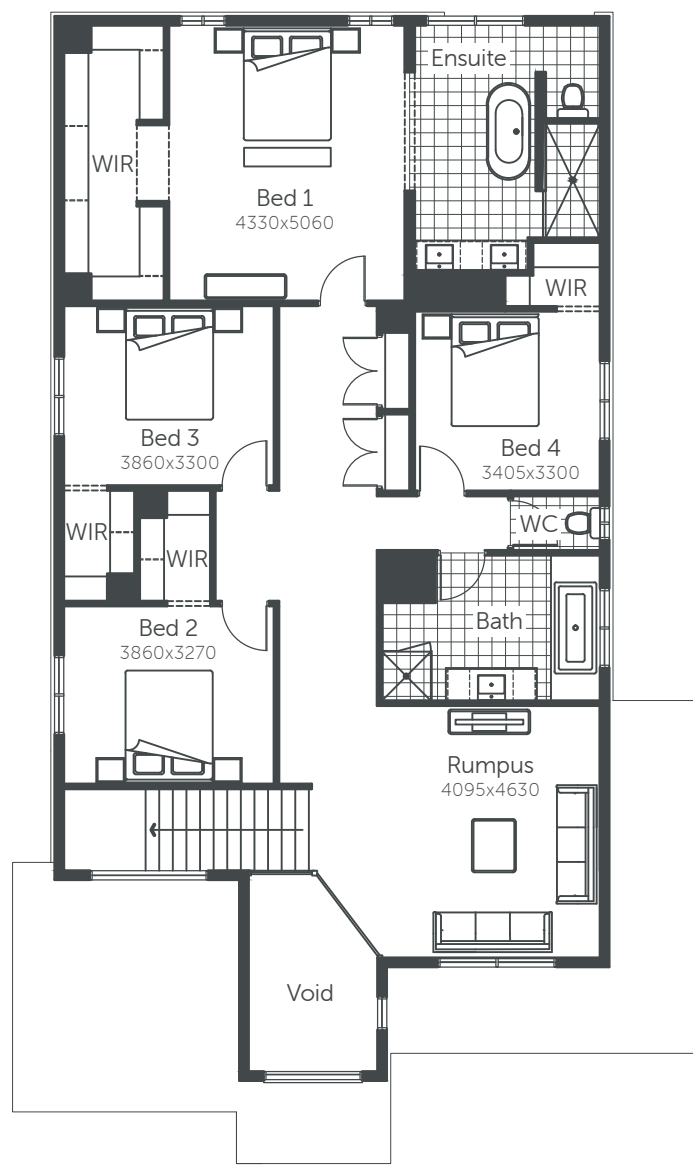 Ensuite
WIR
Bed 1
4330x5060
WIR
Bed 3
3860x3300
Bed 4
3405x3300
WIR
WC
WIR
Bath
Bed 2
3860x3270
Rumpus
4095x4630
Void